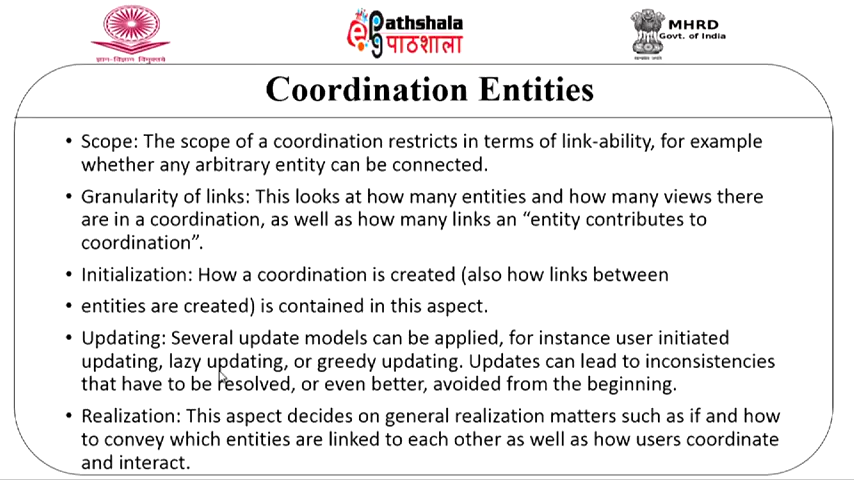 ज्ञान-विज्ञान विमुक्तये
Pathshala
पाठशाला
MHRD
Govt. of India
Coordination Entities
• Scope: The scope of a coordination restricts in terms of link-ability, for example
whether any arbitrary entity can be connected.
• Granularity of links: This looks at how many entities and how many views there
are in a coordination, as well as how many links an “entity contributes to
coordination”.
• Initialization: How a coordination is created (also how links between
• entities are created) is contained in this aspect.
• Updating: Several update models can be applied, for instance user initiated
updating, lazy updating, or greedy updating. Updates can lead to inconsistencies
that have to be resolved, or even better, avoided from the beginning.
• Realization: This aspect decides on general realization matters such as if and how
to convey which entities are linked to each other as well as how users coordinate
and interact.